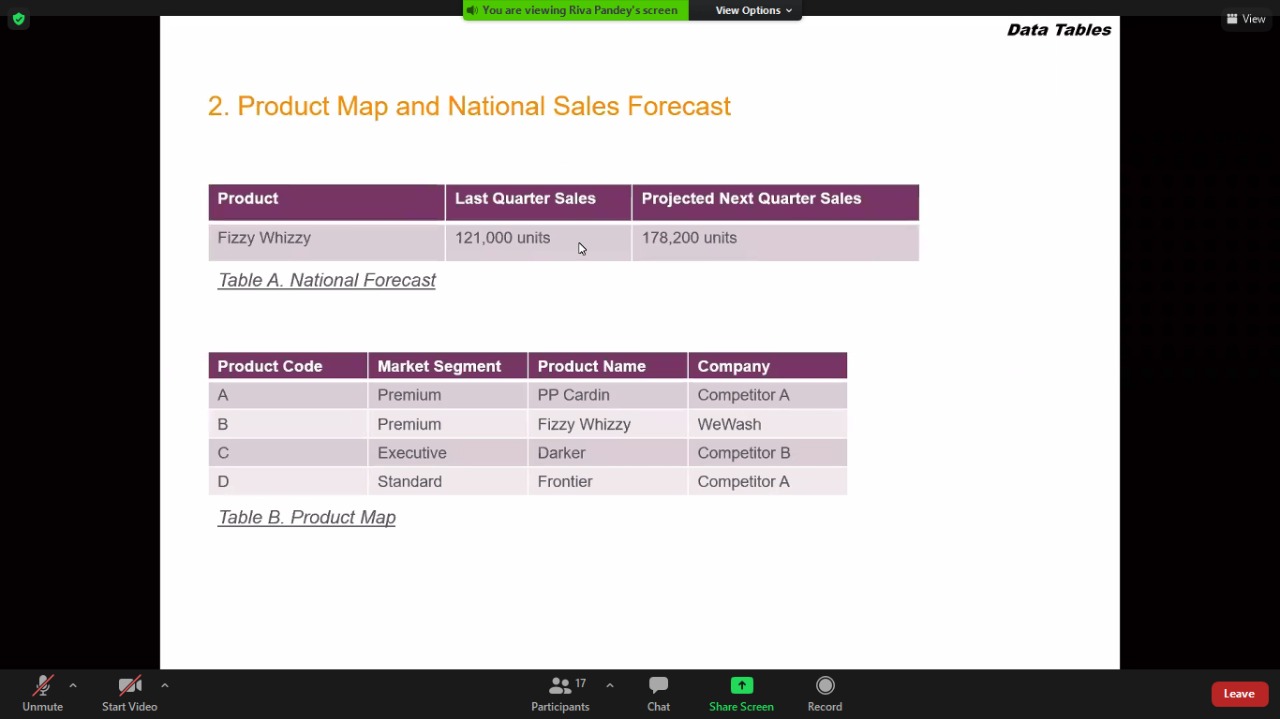 You are viewing Riva Pandey's screen View Options
View
Data Tables
2. Product Map and National Sales Forecast
Product Last Quarter Sales Projected Next Quarter Sales
Fizzy Whizzy 121,000 units 178,200 units
Table A. National Forecast
Product Code Market Segment Product Name Company
A Premium PP Cardin Competitor A
B Premium Fizzy Whizzy WeWash
C Executive Darker Competitor B
D Standard Frontier Competitor A
Table B. Product Map
17
Unmute Start Video Participants Chat Share Screen Record Leave